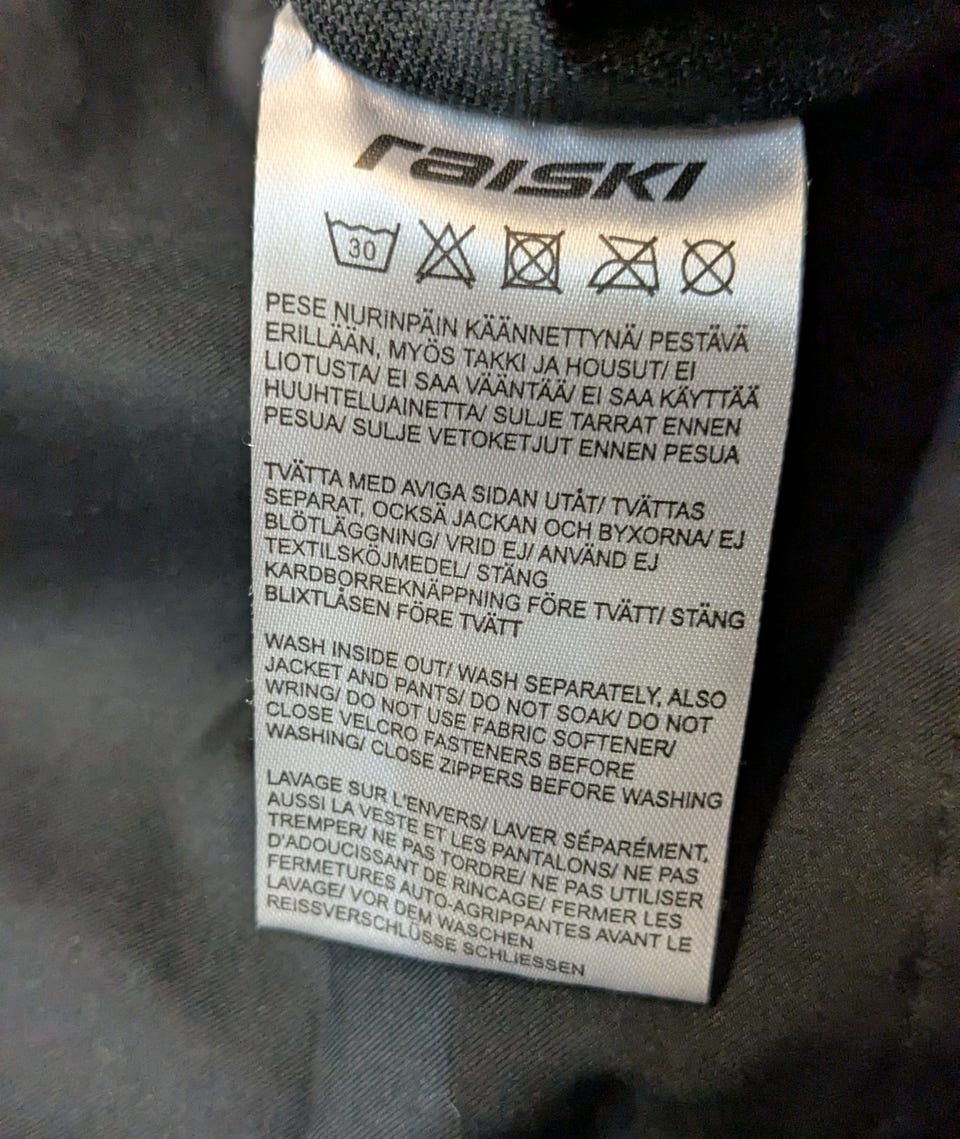 raISKI
30
PESE NURINPÄIN KÄÄNNETTYNÄ/ PESTÄVÄ
ERILLÄÄN, MYÖS TAKKI JA HOUSUT/ EI
LIOTUSTA/ EI SAA VÄÄNTÄÄ/ EI SAA KÄYTTÄÄ
HUUHTELUAINETTA/ SULJE TARRAT ENNEN
PESUA/ SULJE VETOKETJUT ENNEN PESUA
TVÄTTA MED AVIGA SIDAN UTÅT/ TVÄTTAS
SEPARAT, OCKSÄ JACKAN OCH BYXORNA/ EJ
BLÖTLÄGGNING/ VRID EJ/ ANVÄND EJ
TEXTILSKÖJMEDEL/ STÄNG
KARDBORREKNÄPPNING FÖRE TVÄTT/ STÄNG
BLIXTLÅSEN FÖRE TVÄTT
WASH INSIDE OUT/ WASH SEPARATELY, ALSO
JACKET AND PANTS/ DO NOT SOAK/ DO NOT
WRING/ DO NOT USE FABRIC SOFTENER/
CLOSE VELCRO FASTENERS BEFORE
WASHING/ CLOSE ZIPPERS BEFORE WASHING
LAVAGE SUR L'ENVERS/ LAVER SÉPARÉMENT,
AUSSI LA VESTE ET LES PANTALONS/ NE PAS
TREMPER/ NE PAS TORDRE/ NE PAS UTILISER
D'ADOUCISSANT DE RINCAGE/ FERMER LES
FERMETURES AUTO-AGRIPPANTES AVANT LE
LAVAGE/ VOR DEM WASCHEN
REISSVERSCHLÜSSE SCHLIESSEN